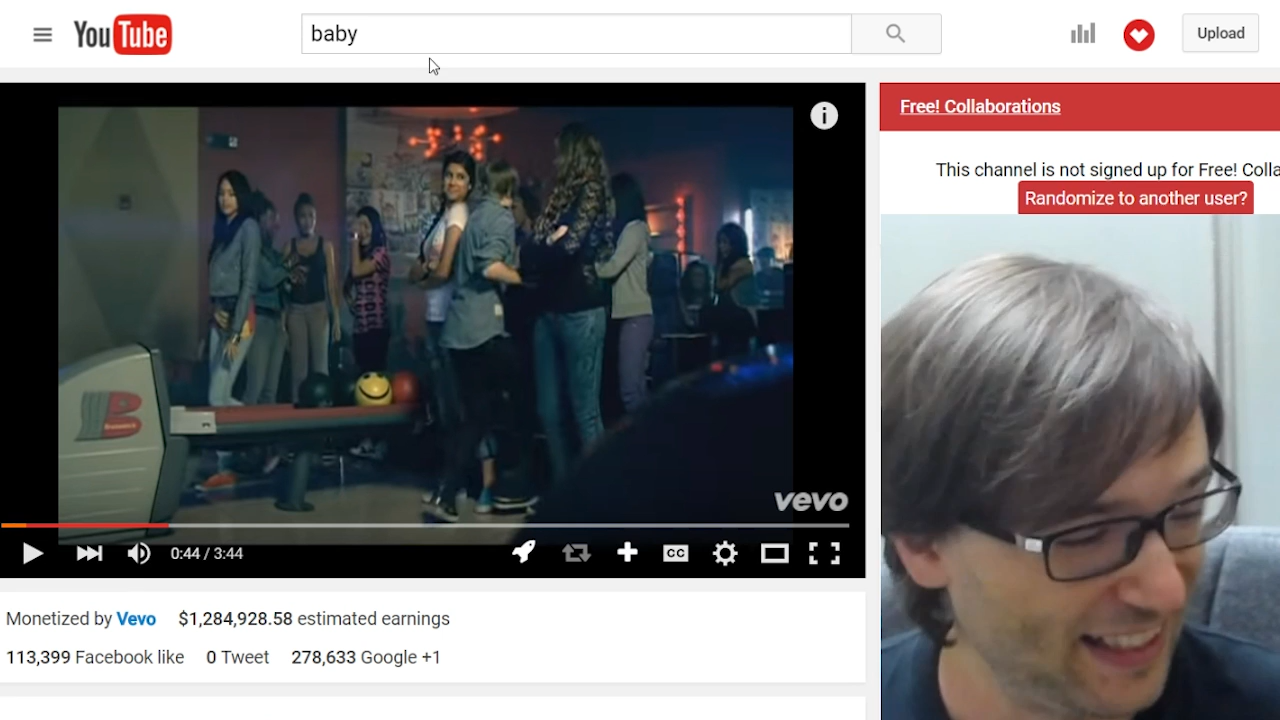 YouTube
baby
Upload
Free! Collaborations
This channel is not signed up for Free! Colla
Randomize to another user?
B
vevo
0:44 / 3:44
CC
Monetized by Vevo $1,284,928.58 estimated earnings
113,399 Facebook like 0 Tweet 278,633 Google +1